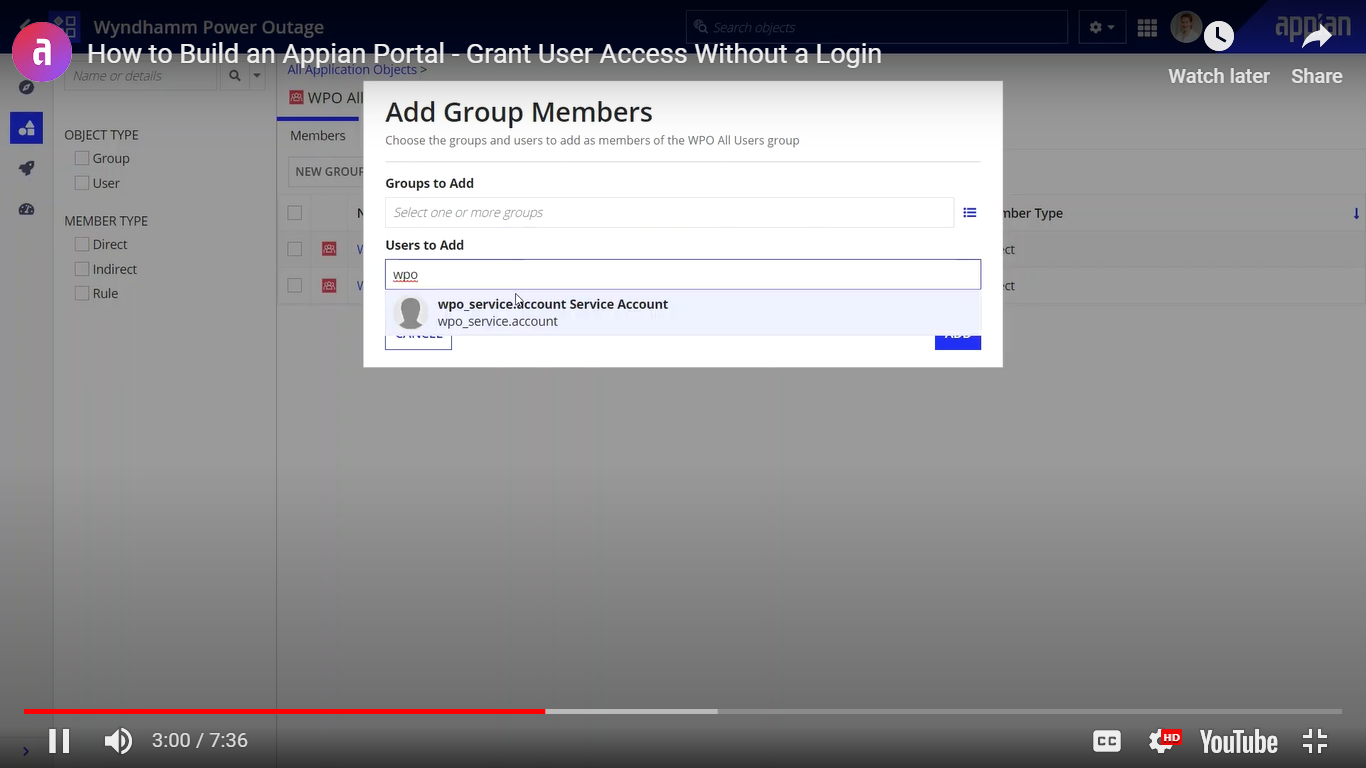 Wyndhamm Power Outage
Search objects
appian
a
How to Build an Appian Portal - Grant User Access Without a Login
Watch later
Share
Name or details
All Application Objects >
WPO All
Members
NEW GROUP
OBJECT TYPE
Group
User
MEMBER TYPE
Direct
Indirect
Rule
Add Group Members
Choose the groups and users to add as members of the WPO All Users group
Groups to Add
Select one or more groups
Users to Add
wpo
wpo_service.account Service Account
wpo_service.account
CANCEL
ADD
N
mber Type
W
ect
W
ect
3:00 / 7:36
CC
HD
YouTube